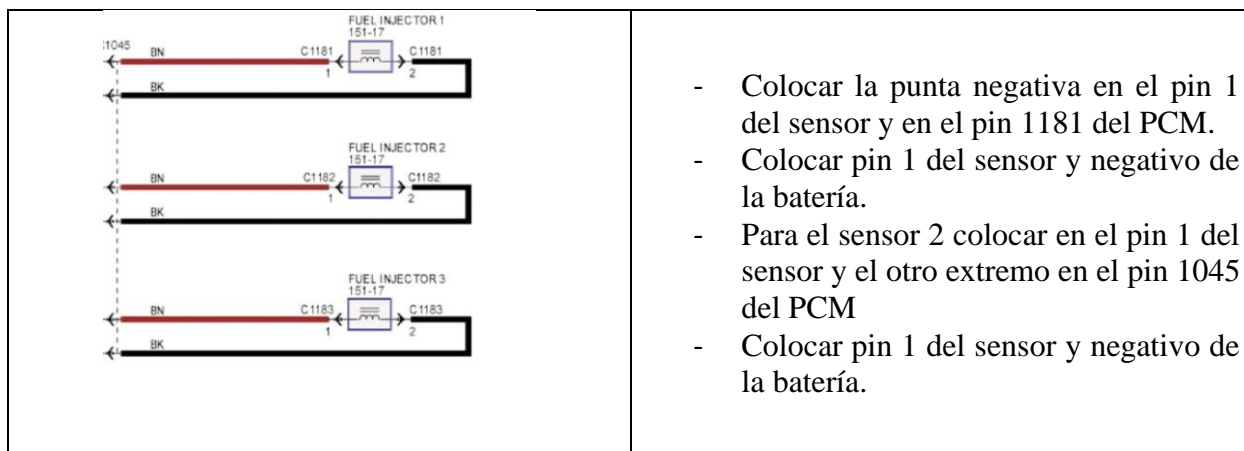 FUEL INJECTOR 1
151-17
C1045 BN C1181 C1181
1 2
BK
FUEL INJECTOR 2
151-17
BN C1182 C1182
1 2
BK
FUEL INJECTOR 3
151-17
BN C1183 C1183
1 2
BK
- Colocar la punta negativa en el pin 1
del sensor y en el pin 1181 del PCM.
- Colocar pin 1 del sensor y negativo de
la batería.
- Para el sensor 2 colocar en el pin 1 del
sensor y el otro extremo en el pin 1045
del PCM
- Colocar pin 1 del sensor y negativo de
la batería.